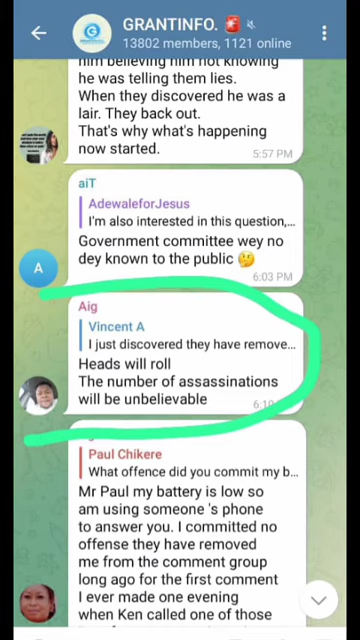 GRANTINFO. 🚨
13802 members, 1121 online
him believing him not knowing
he was telling them lies.
When they discovered he was a
lair. They back out.
That's why what's happening
now started.
5:57 PM
aiT
AdewaleforJesus
I'm also interested in this question,...
Government committee wey no
dey known to the public 🤔
6:03 PM
A
Aig
Vincent A
I just discovered they have remove...
Heads will roll
The number of assassinations
will be unbelievable
Paul Chikere
What offence did you commit my b...
Mr Paul my battery is low so
am using someone 's phone
to answer you. I committed no
offense they have removed
me from the comment group
long ago for the first comment
I ever made one evening
when Ken called one of those